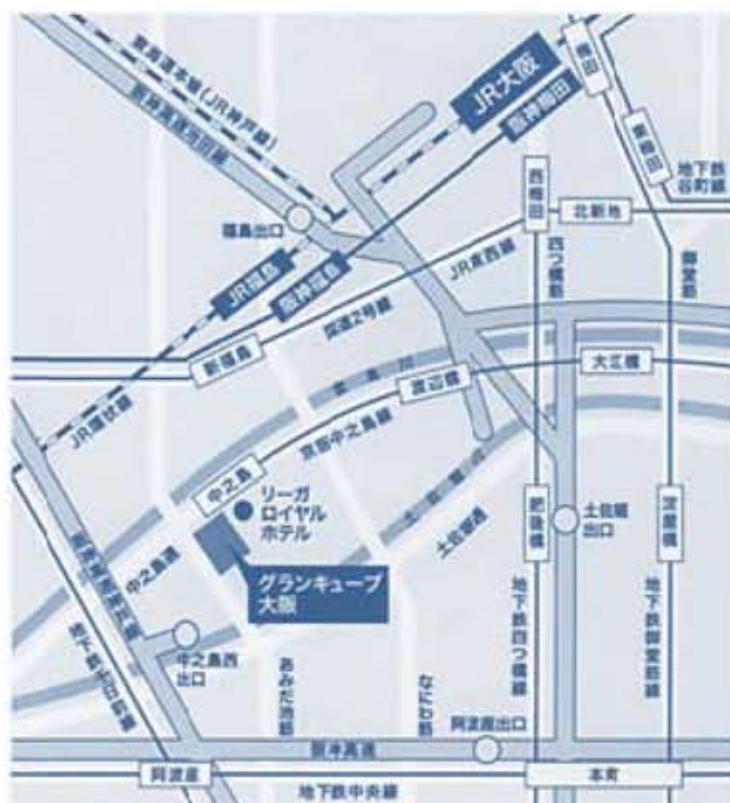 東海道本線(JR神戸線)
阪神高速池田線
JR大阪
阪神梅田
梅田
東梅田
地下鉄
谷町線
西梅田
北新地
福島出口
JR福島
阪神福島
JR東西線
四つ橋筋
御堂筋
国道2号線
新福島
堂島川
渡辺橋
大江橋
JR環状線
京阪中之島線
中之島
リーガ
ロイヤル
ホテル
土佐堀川
土佐堀通
肥後橋
土佐堀
出口
淀屋橋
中之島通
グランキューブ
大阪
中之島西
出口
あみだ池筋
なにわ筋
地下鉄四つ橋線
地下鉄御堂筋線
阿波座出口
阪神高速
阿波座
本町
地下鉄中央線